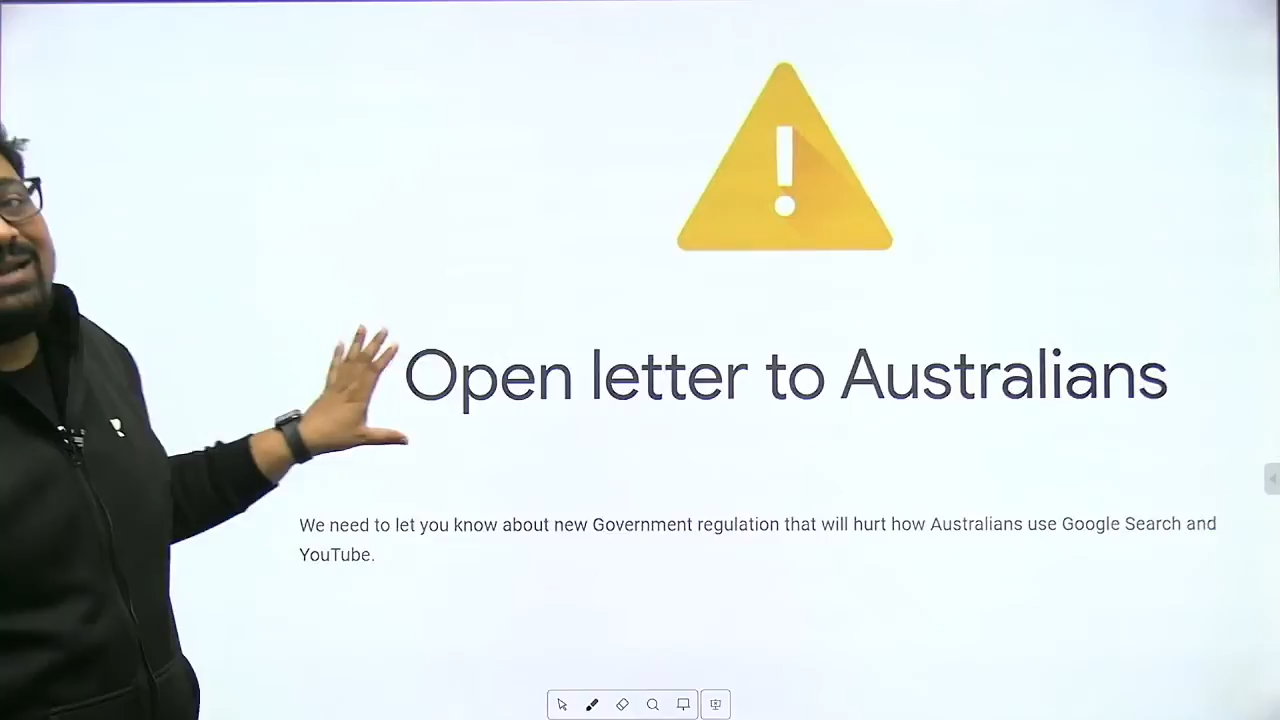 Open letter to Australians
We need to let you know about new Government regulation that will hurt how Australians use Google Search and
YouTube.